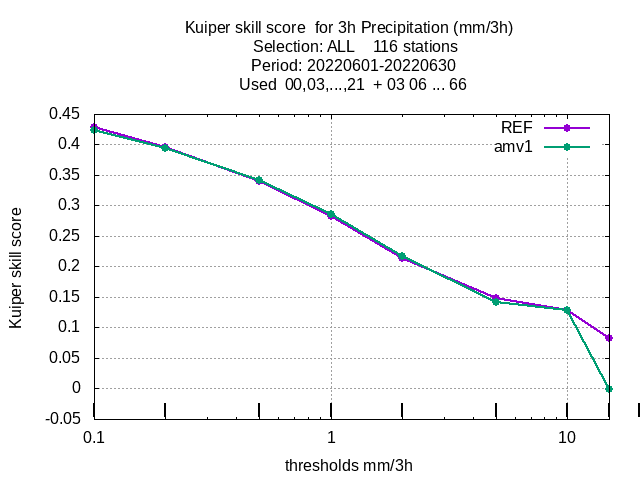 Kuiper skill score  for 3h Precipitation (mm/3h)
Selection: ALL    116 stations
Period: 20220601-20220630
Used  00,03,...,21  + 03 06 ... 66
REF
amv1
0.45
0.4
0.35
0.3
0.25
0.2
0.15
0.1
0.05
0
-0.05
Kuiper skill score
0.1
1
10
thresholds mm/3h